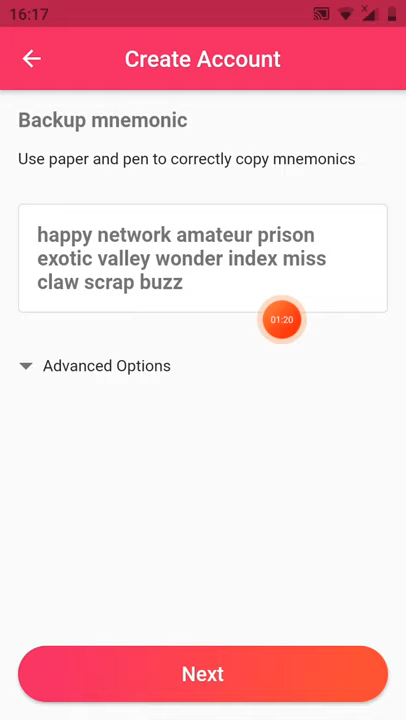 16:17
Create Account
Backup mnemonic
Use paper and pen to correctly copy mnemonics
happy network amateur prison
exotic valley wonder index miss
claw scrap buzz
01:20
Advanced Options
Next